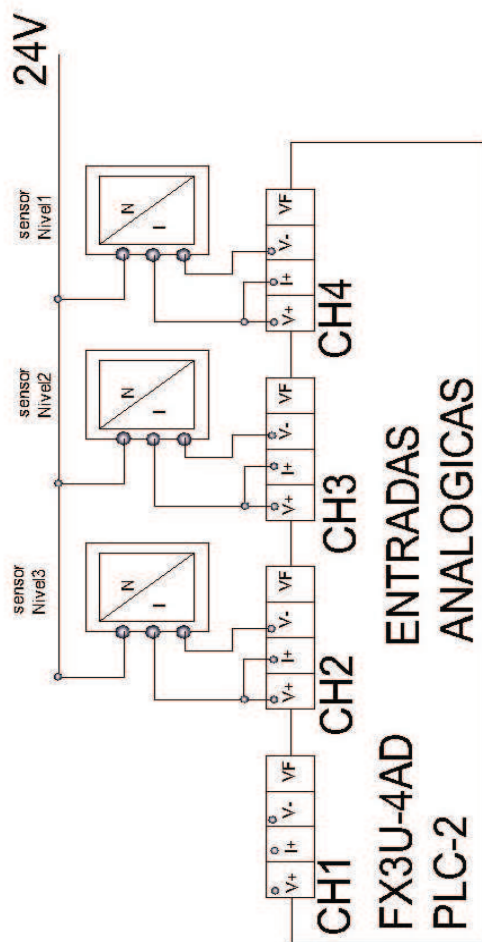 24V
sensor
Nivel3
sensor
Nivel2
sensor
Nivel1
N
I
N
I
N
I
V+ I+ V- VF
V+ I+ V- VF
V+ I+ V- VF
V+ I+ V- VF
CH1
CH2
CH3
CH4
FX3U-4AD
PLC-2
ENTRADAS
ANALOGICAS